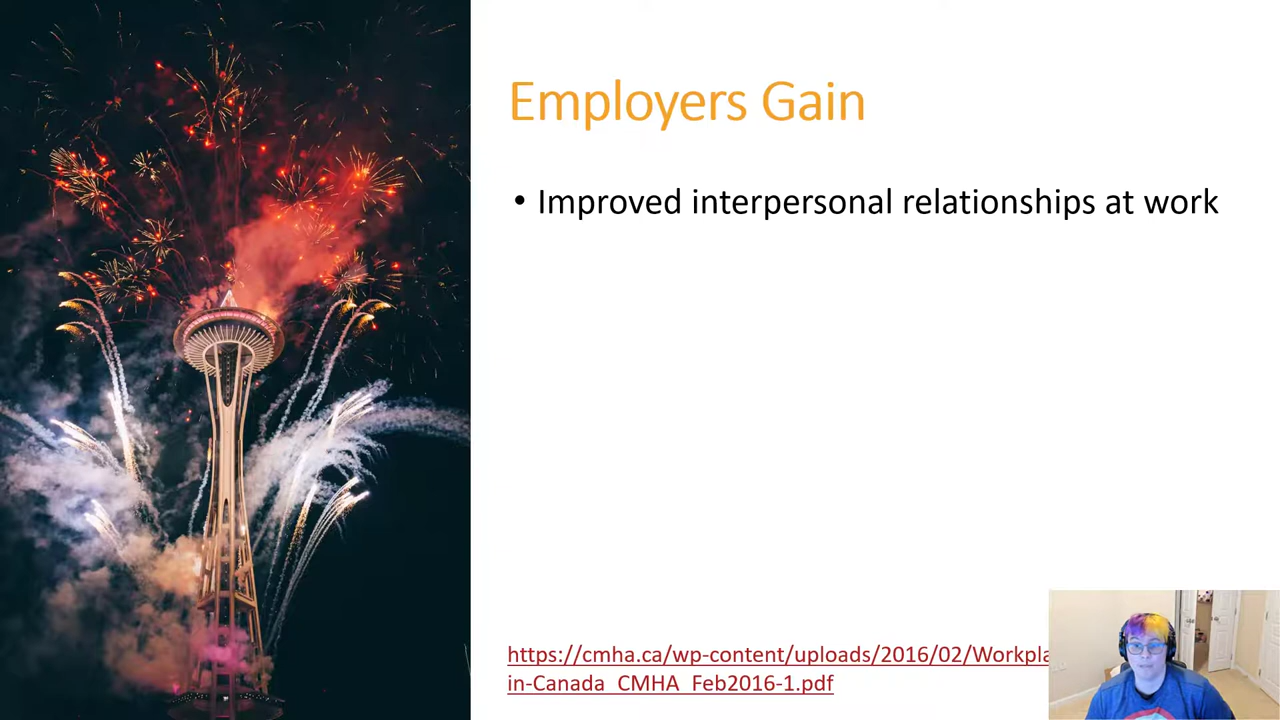 Employers Gain
• Improved interpersonal relationships at work
https://cmha.ca/wp-content/uploads/2016/02/Workpla
in-Canada_CMHA_Feb2016-1.pdf